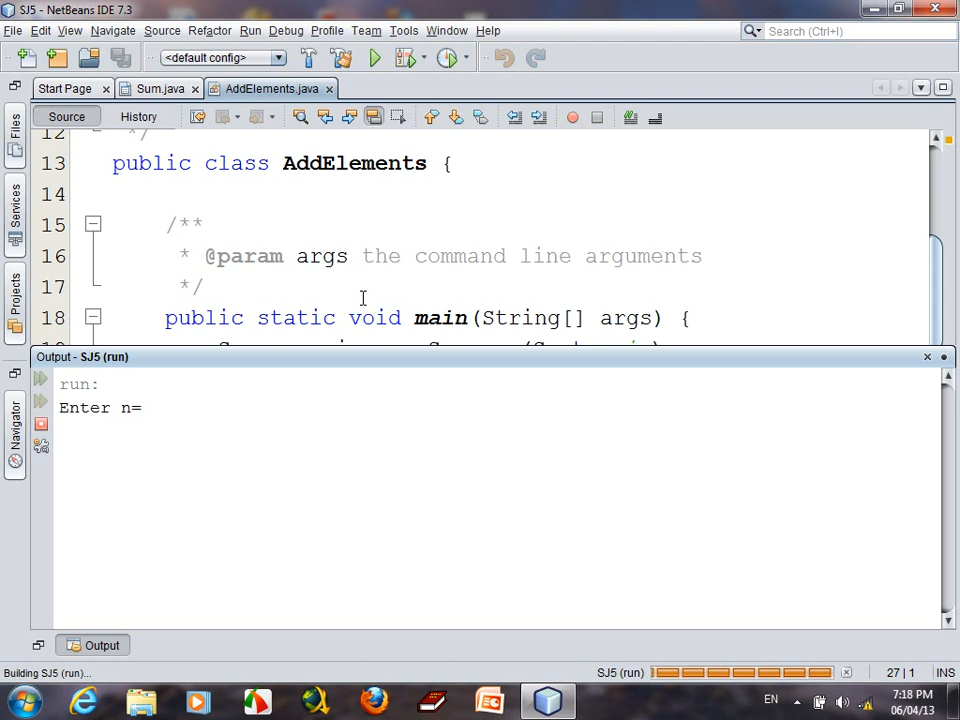 SJ5 - NetBeans IDE 7.3
File Edit View Navigate Source Refactor Run Debug Profile Team Tools Window Help
Search (Ctrl+I)
<default config>
Start Page Sum.java AddElements.java
Source History
Files
Services
Projects
Navigator
12 */
13 public class AddElements {
14
15 /**
16 * @param args the command line arguments
17 */
18 public static void main(String[] args) {
Output - SJ5 (run)
run:
Enter n=
Output
Building SJ5 (run)...
SJ5 (run)
27 | 1 INS
EN
7:18 PM
06/04/13